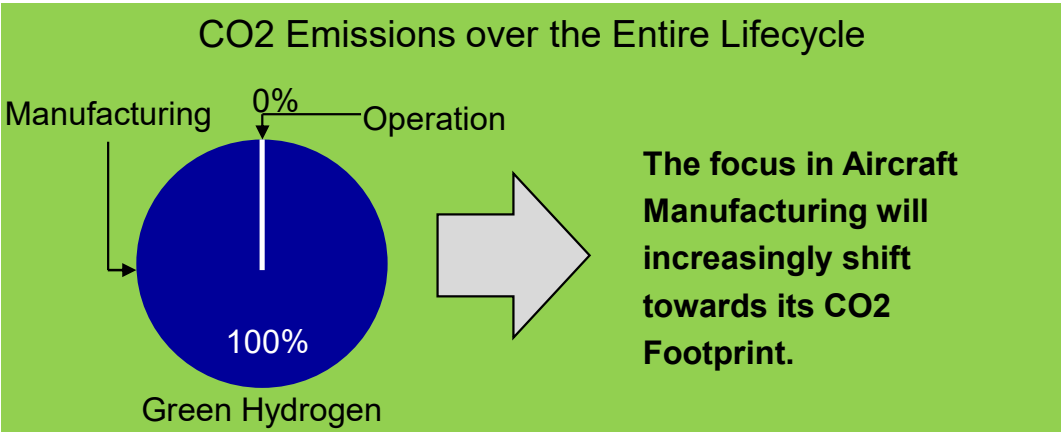 CO2 Emissions over the Entire Lifecycle
Manufacturing
0%
Operation
100%
Green Hydrogen
The focus in Aircraft
Manufacturing will
increasingly shift
towards its CO2
Footprint.